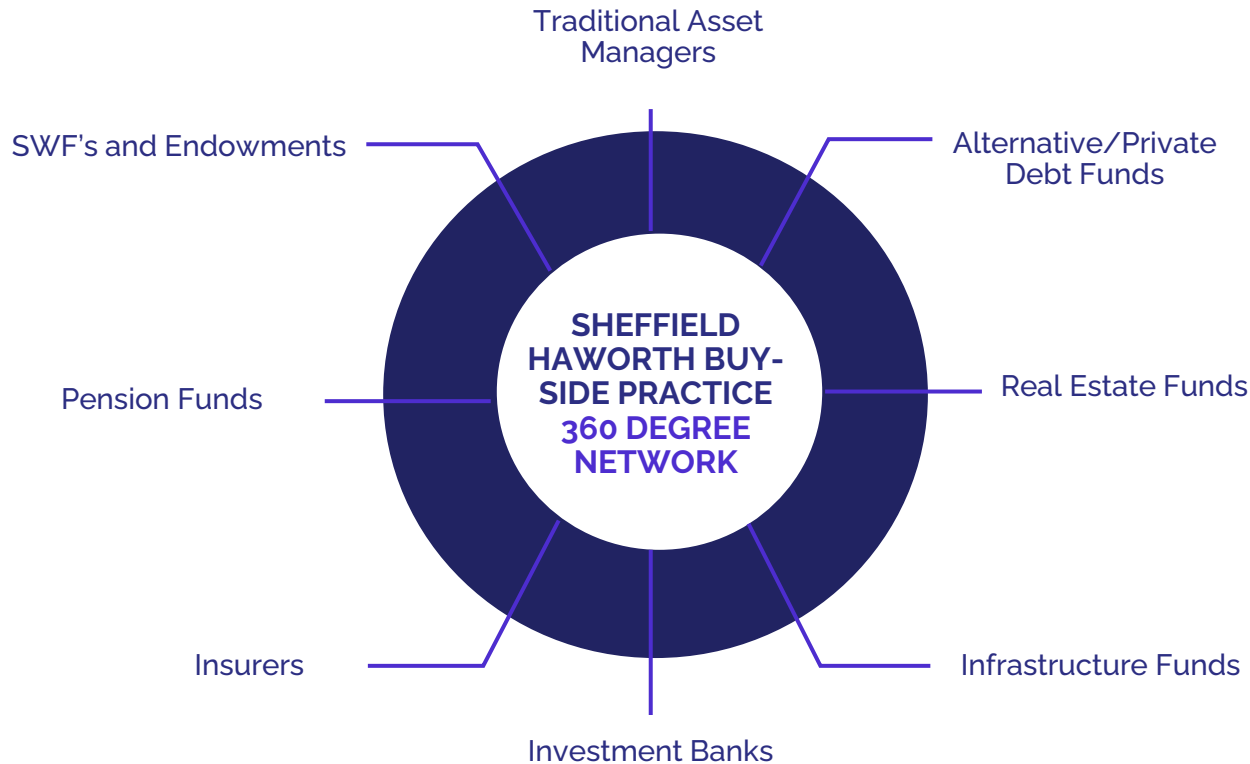 Traditional Asset
Managers
SWF's and Endowments
Alternative/Private
Debt Funds
SHEFFIELD
HAWORTH BUY-
SIDE PRACTICE
360 DEGREE
NETWORK
Pension Funds
Real Estate Funds
Insurers
Infrastructure Funds
Investment Banks